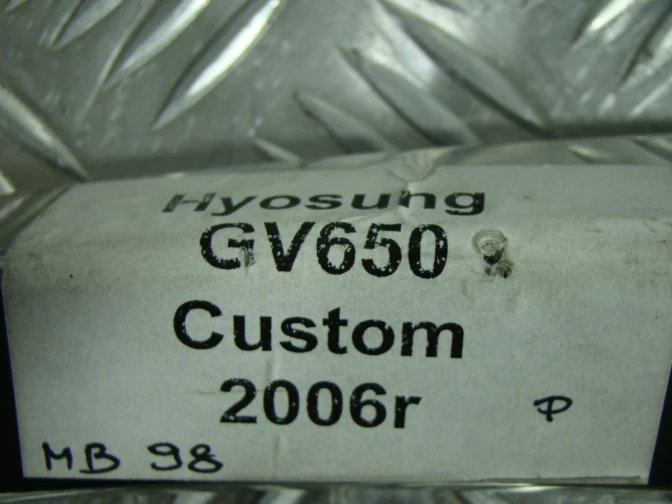 Hyosung
GV650
Custom
2006r
P
MB 98